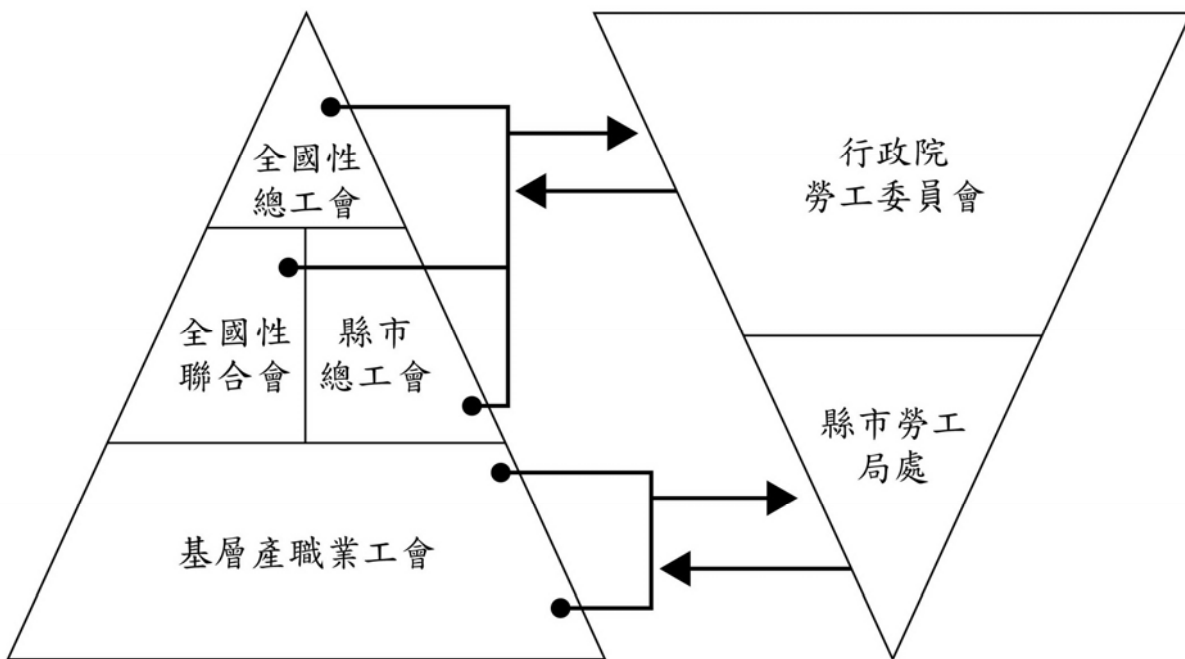 全國性
總工會
全國性
聯合會
縣市
總工會
基層產職業工會
行政院
勞工委員會
縣市勞工
局處